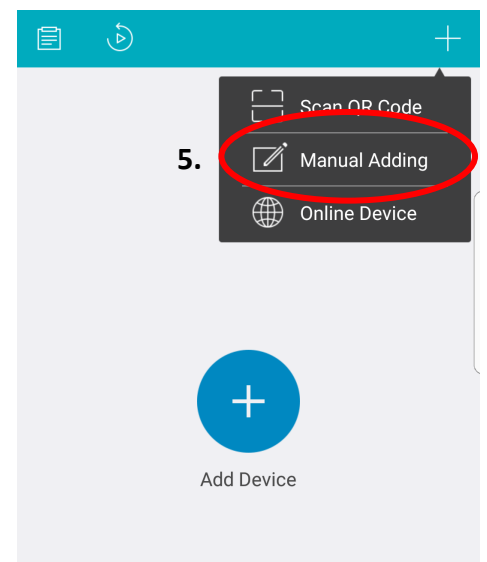 Scan QR Code
5.
Manual Adding
Online Device
Add Device